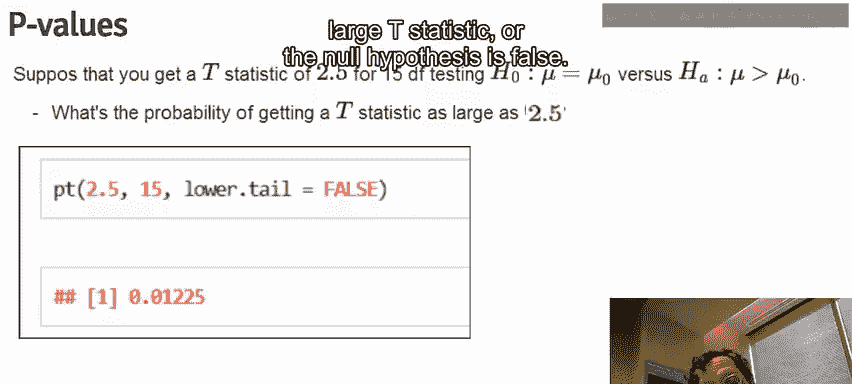 P-values
large T statistic, or
the null hypothesis is false.
Suppos that you get a T statistic of 2.5 for 15 df testing H₀ : μ = μ₀ versus Hₐ : μ > μ₀.
- What's the probability of getting a T statistic as large as '2.5'
pt(2.5, 15, lower.tail = FALSE)
## [1] 0.01225